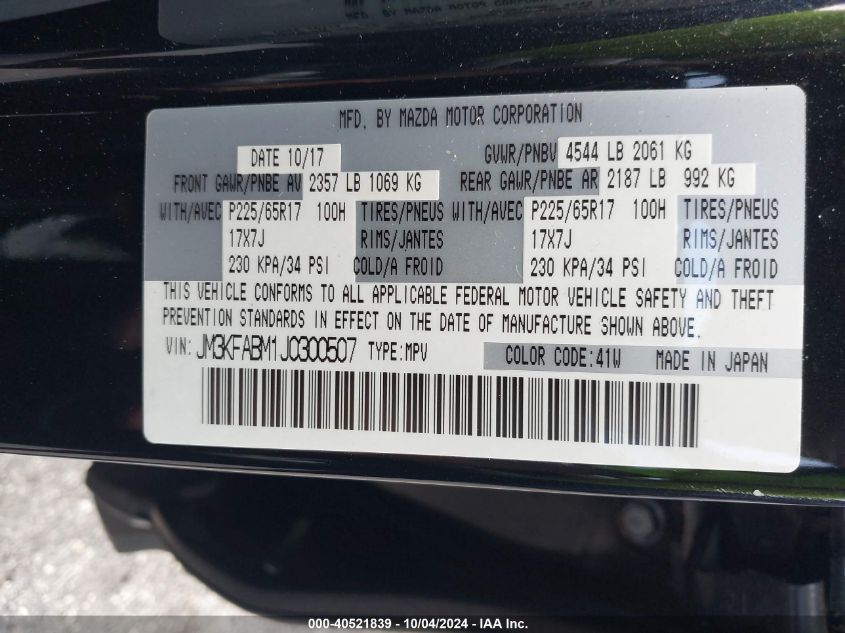 MFD. BY MAZDA MOTOR CORPORATION
DATE 10/17 GVWR/PNBV 4544 LB 2061 KG
FRONT GAWR/PNBE AV 2357 LB 1069 KG REAR GAWR/PNBE AR 2187 LB 992 KG
WITH/AVEC P225/65R17 100H TIRES/PNEUS WITH/AVEC P225/65R17 100H TIRES/PNEUS
17X7J RIMS/JANTES 17X7J RIMS/JANTES
230 KPA/34 PSI COLD/A FROID 230 KPA/34 PSI COLD/A FROID
THIS VEHICLE CONFORMS TO ALL APPLICABLE FEDERAL MOTOR VEHICLE SAFETY AND THEFT
PREVENTION STANDARDS IN EFFECT ON THE DATE OF MANUFACTURE SHOWN ABOVE.
VIN: JM3KFABM1J0300507 TYPE:MPV COLOR CODE:41W MADE IN JAPAN
000-40521839 - 10/04/2024 - IAA Inc.